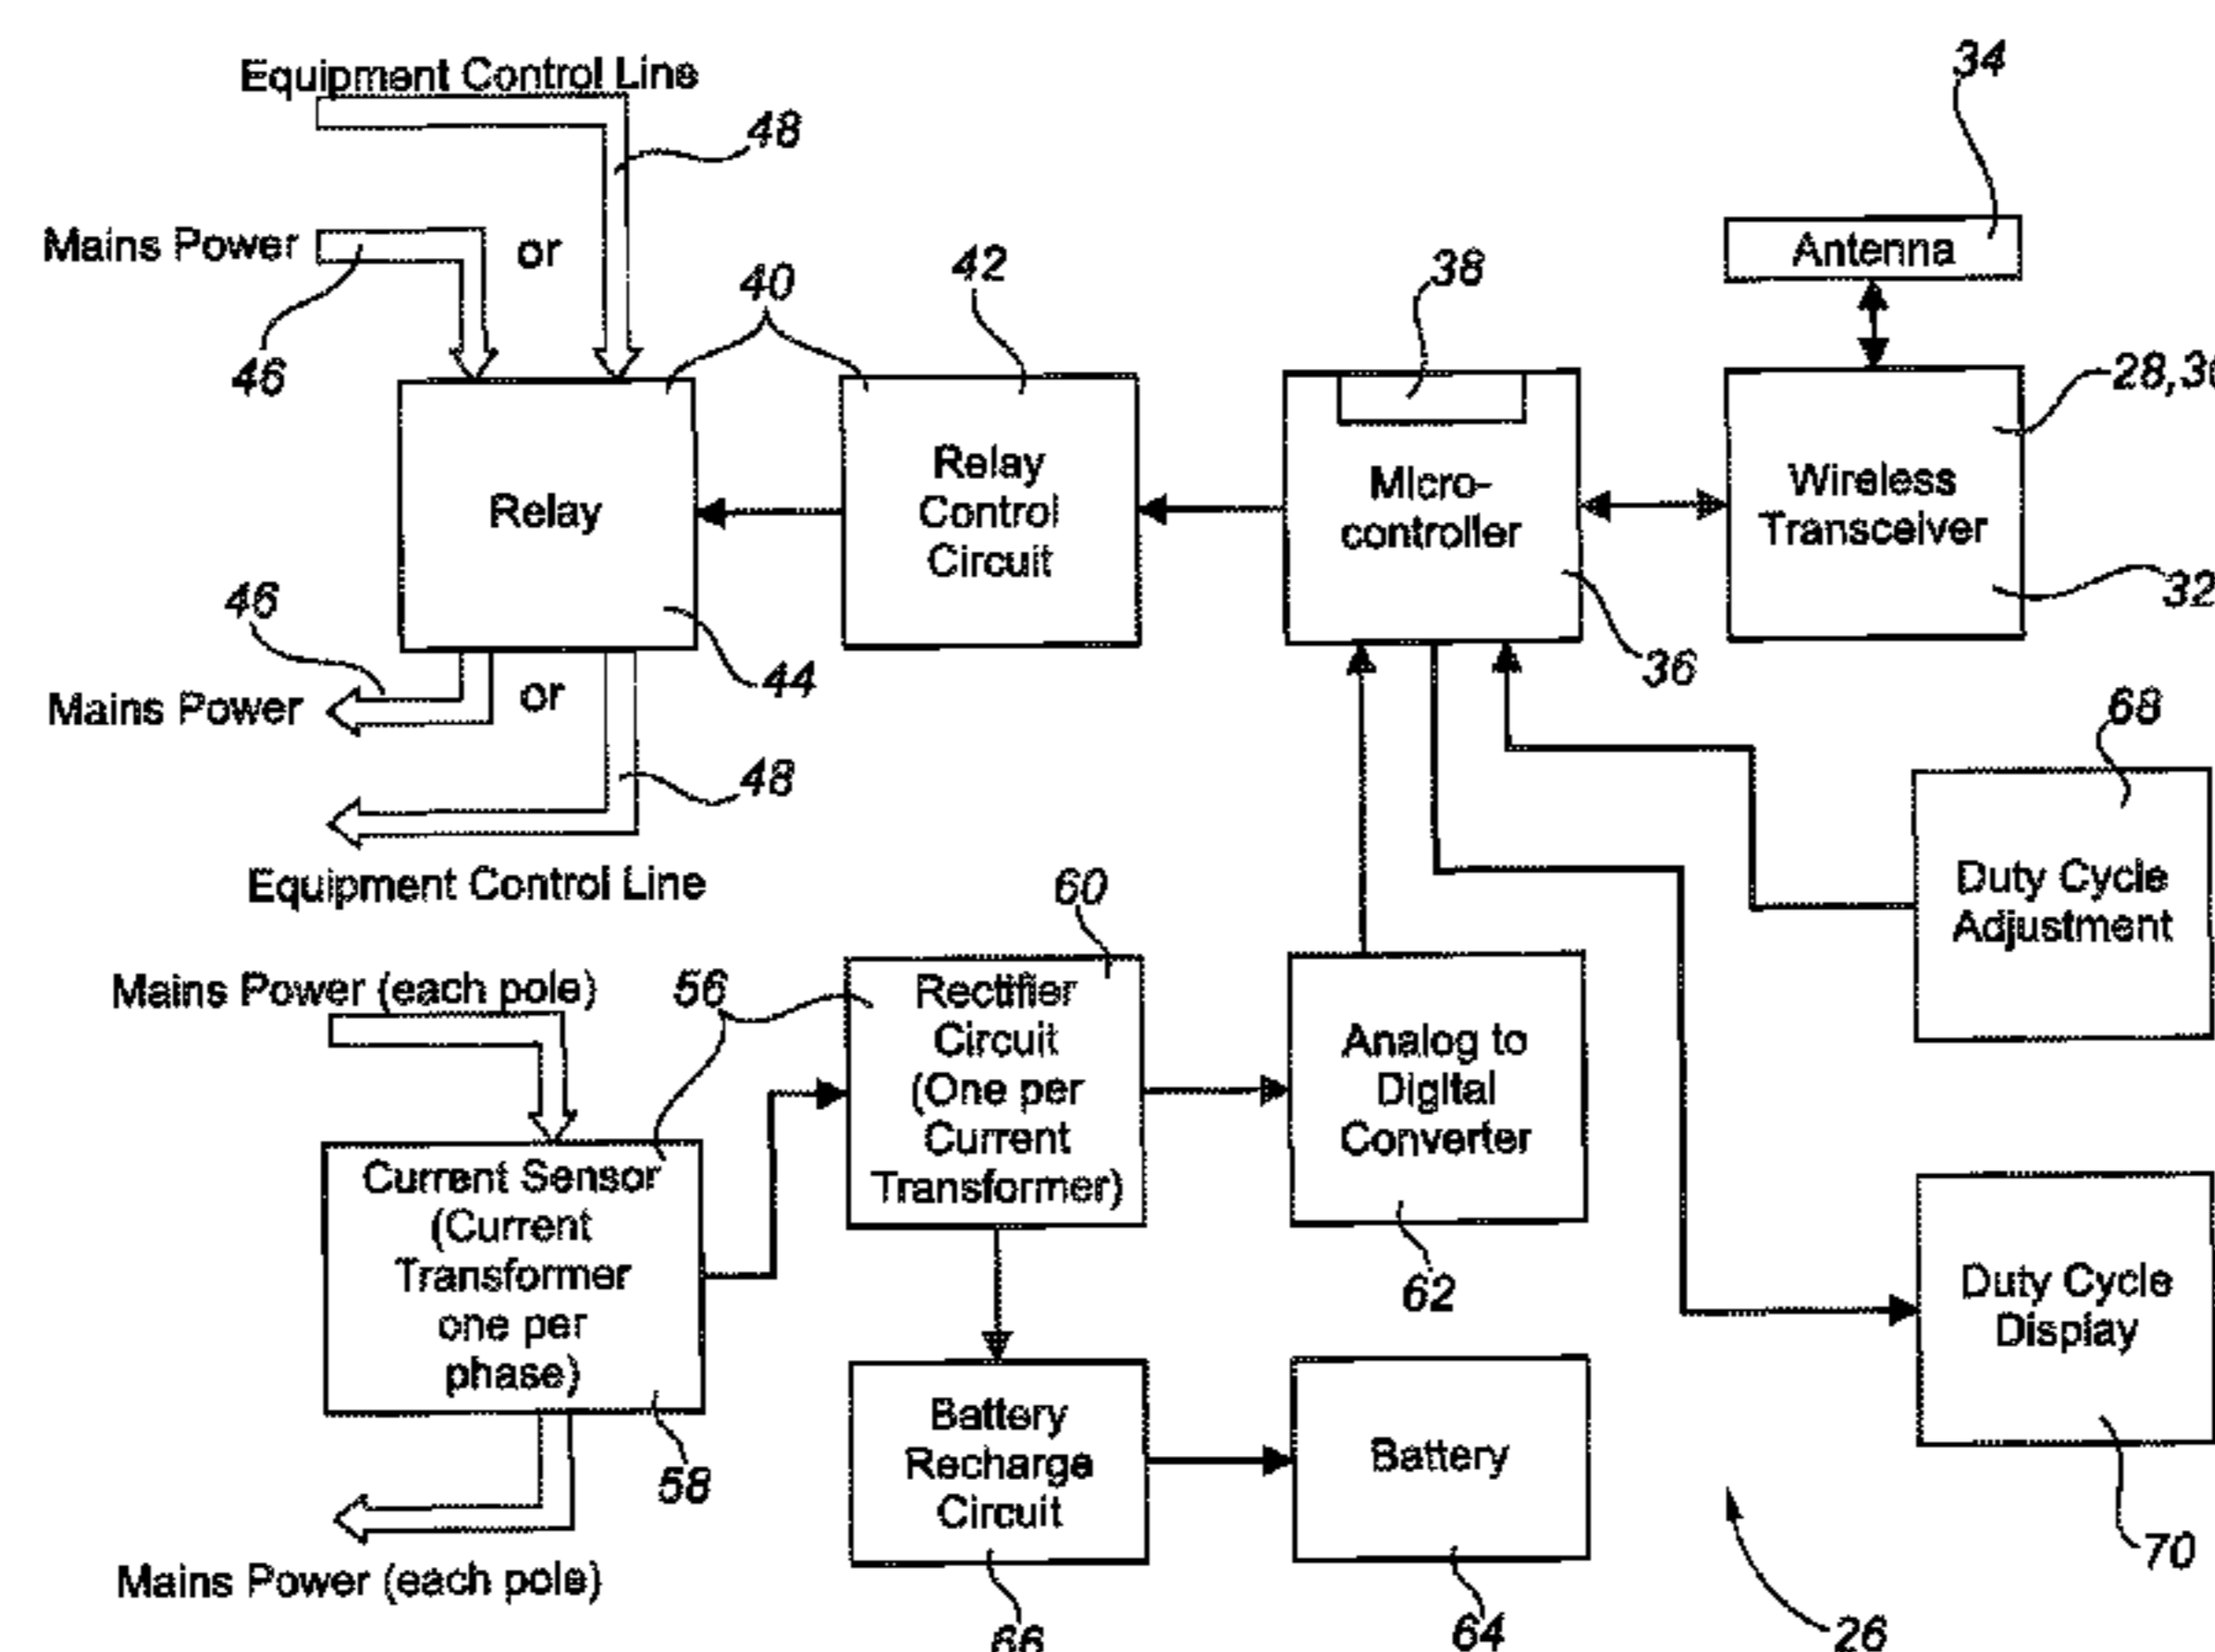 Equipment Control Line
34
48
Mains Power
or
Antenna
42
38
40
46
28,30
Relay
Control
Circuit
Micro-
controller
Wireless
Transceiver
Relay
46
32
44
36
Mains Power
or
68
48
Equipment Control Line
60
Duty Cycle
Adjustment
Mains Power (each pole)
56
Rectifier
Circuit
(One per
Current
Transformer)
Analog to
Digital
Converter
Current Sensor
(Current
Transformer
one per
phase)
62
Duty Cycle
Display
58
Battery
Recharge
Circuit
Battery
70
Mains Power (each pole)
66
64
26